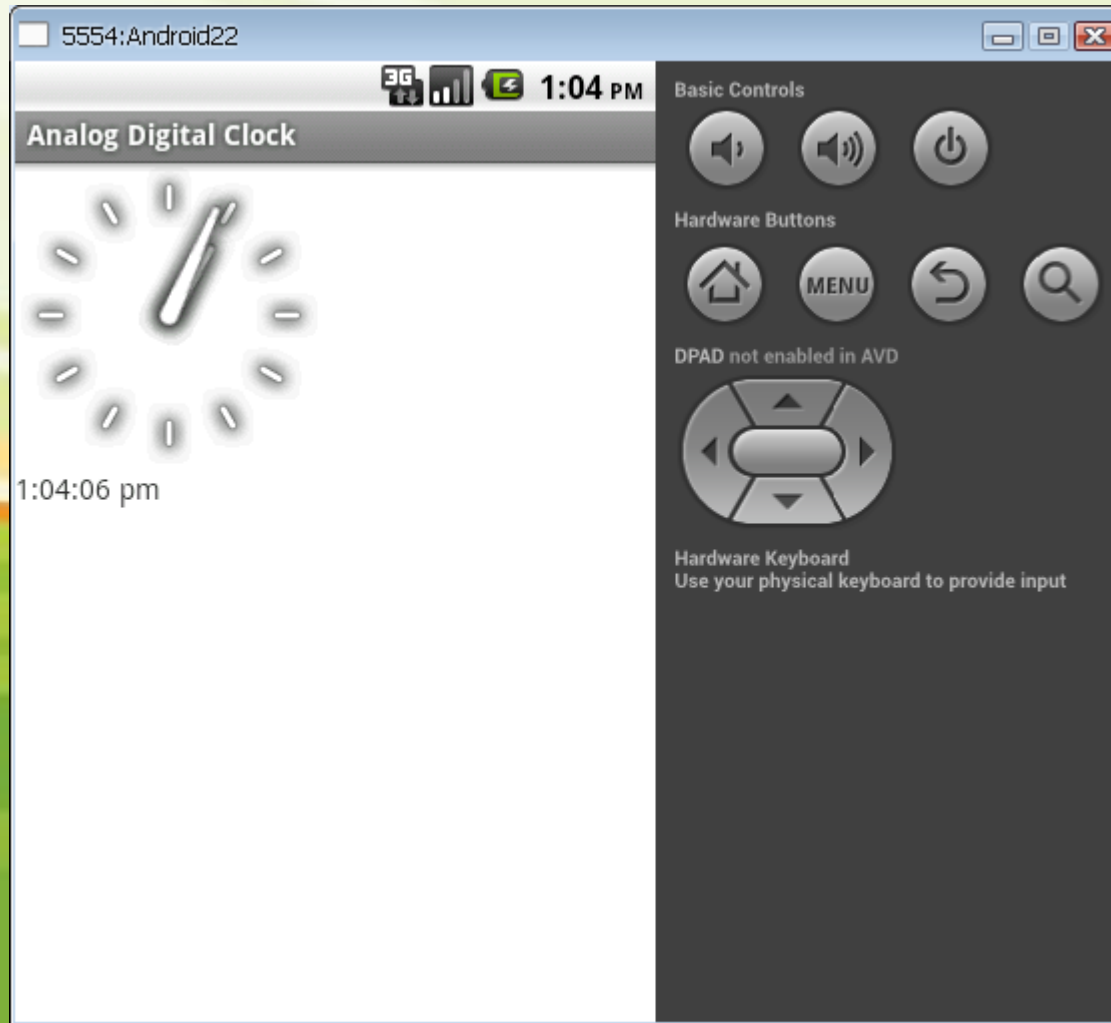 5554:Android22
3G 1:04 PM
Analog Digital Clock
1:04:06 pm
Basic Controls
Hardware Buttons
MENU
DPAD not enabled in AVD
Hardware Keyboard
Use your physical keyboard to provide input